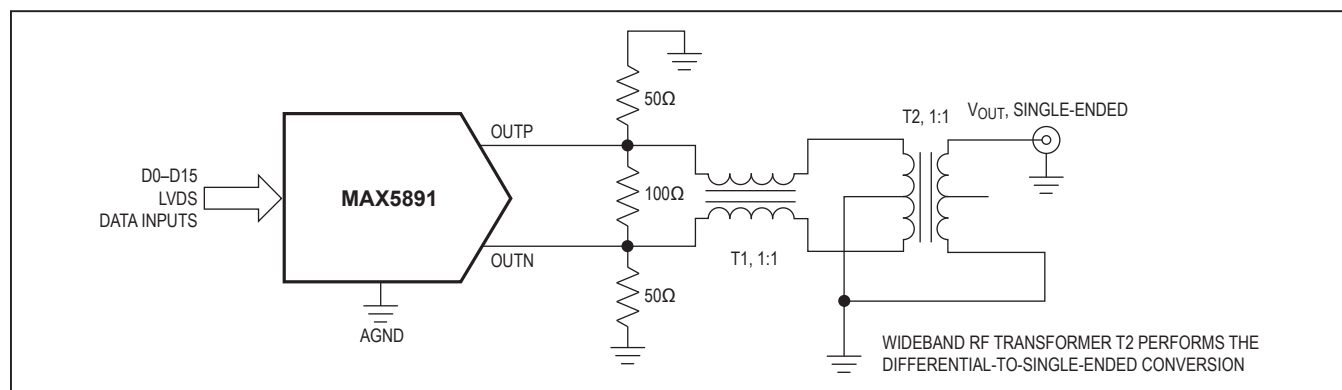 50Ω
OUTP
D0–D15
LVDS
DATA INPUTS
MAX5891
100Ω
OUTN
50Ω
AGND
T1, 1:1
T2, 1:1
VOUT, SINGLE-ENDED
WIDEBAND RF TRANSFORMER T2 PERFORMS THE
DIFFERENTIAL-TO-SINGLE-ENDED CONVERSION